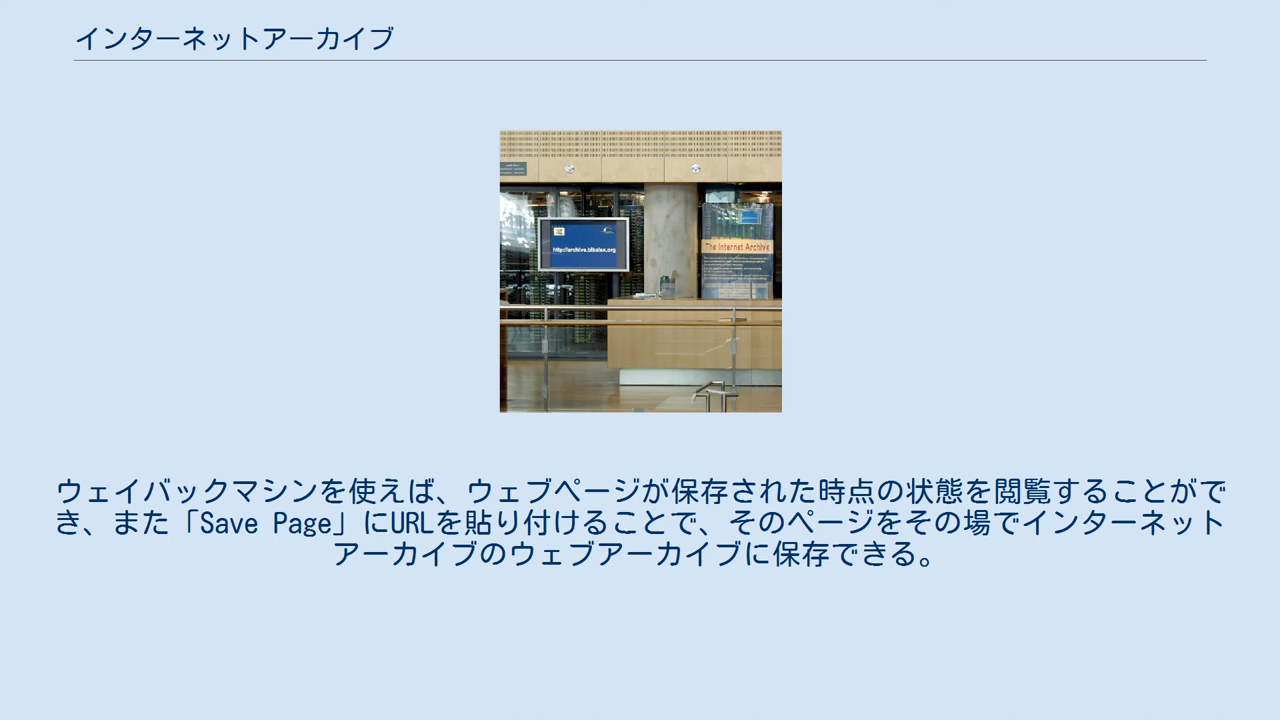 インターネットアーカイブ
http://archive.bibalex.org
The Internet Archive
ウェイバックマシンを使えば、ウェブページが保存された時点の状態を閲覧することがで
き、また「Save Page」にURLを貼り付けることで、そのページをその場でインターネット
アーカイブのウェブアーカイブに保存できる。